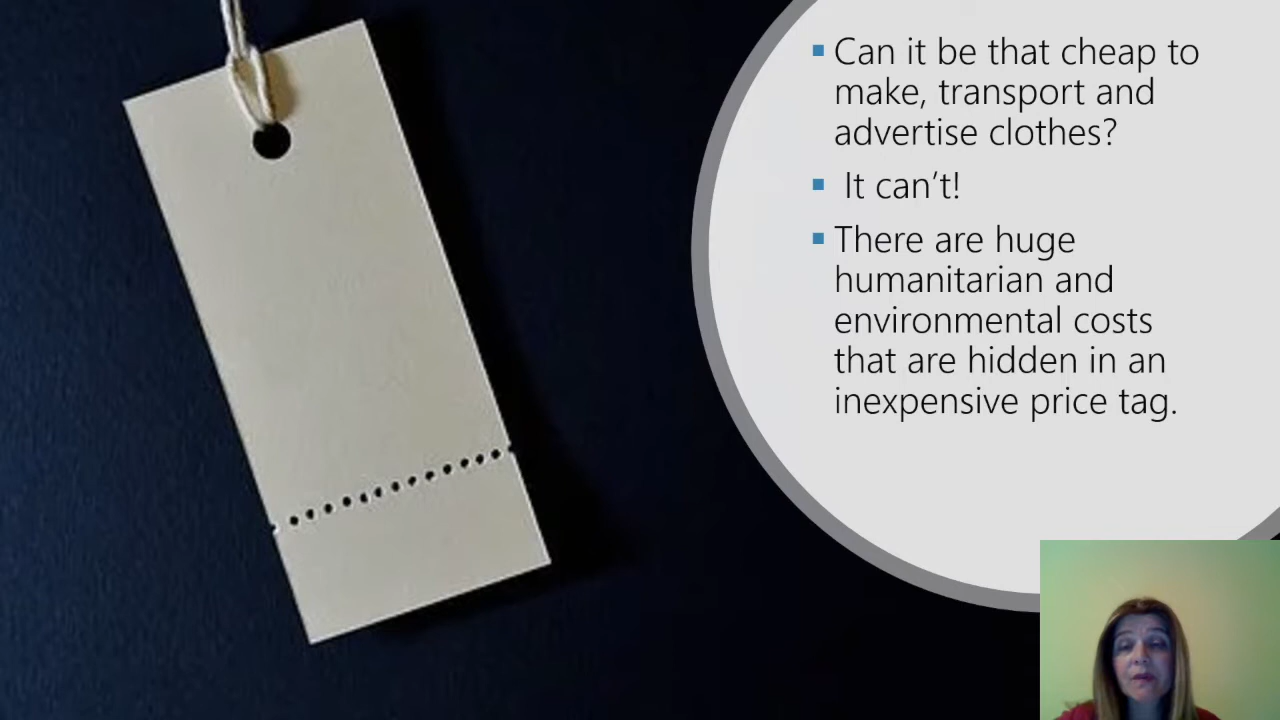 Can it be that cheap to
make, transport and
advertise clothes?
It can't!
There are huge
humanitarian and
environmental costs
that are hidden in an
inexpensive price tag.